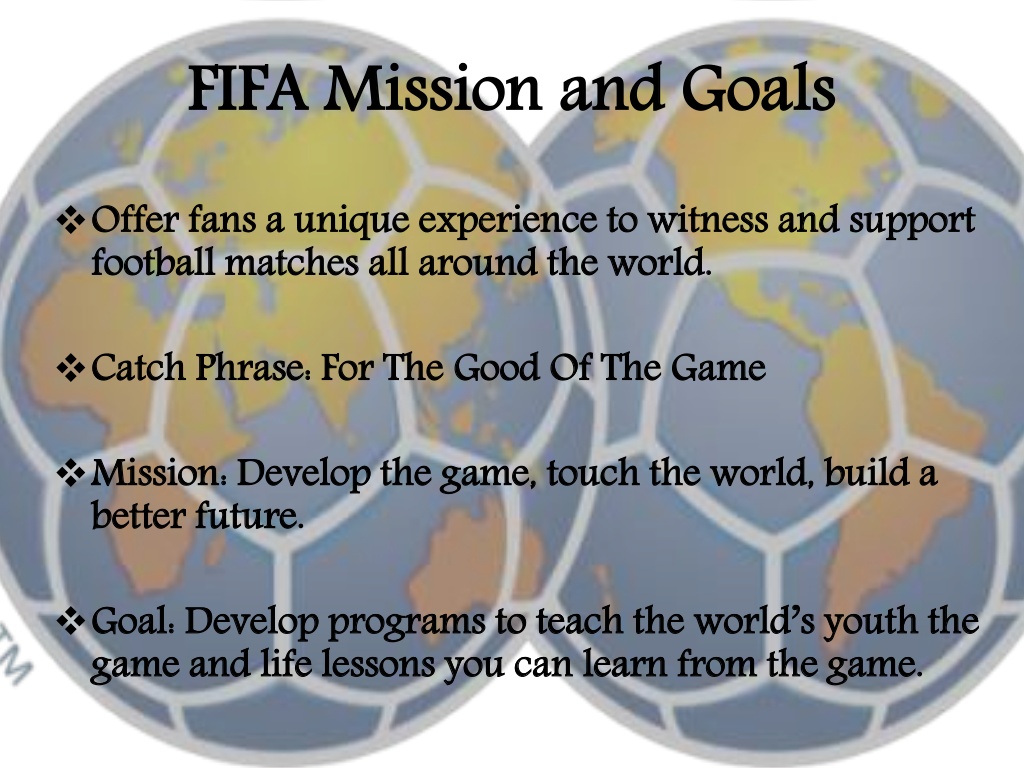 FIFA Mission and Goals
❖Offer fans a unique experience to witness and support
football matches all around the world.
❖Catch Phrase: For The Good Of The Game
❖Mission: Develop the game, touch the world, build a
better future.
❖Goal: Develop programs to teach the world’s youth the
game and life lessons you can learn from the game.
TM